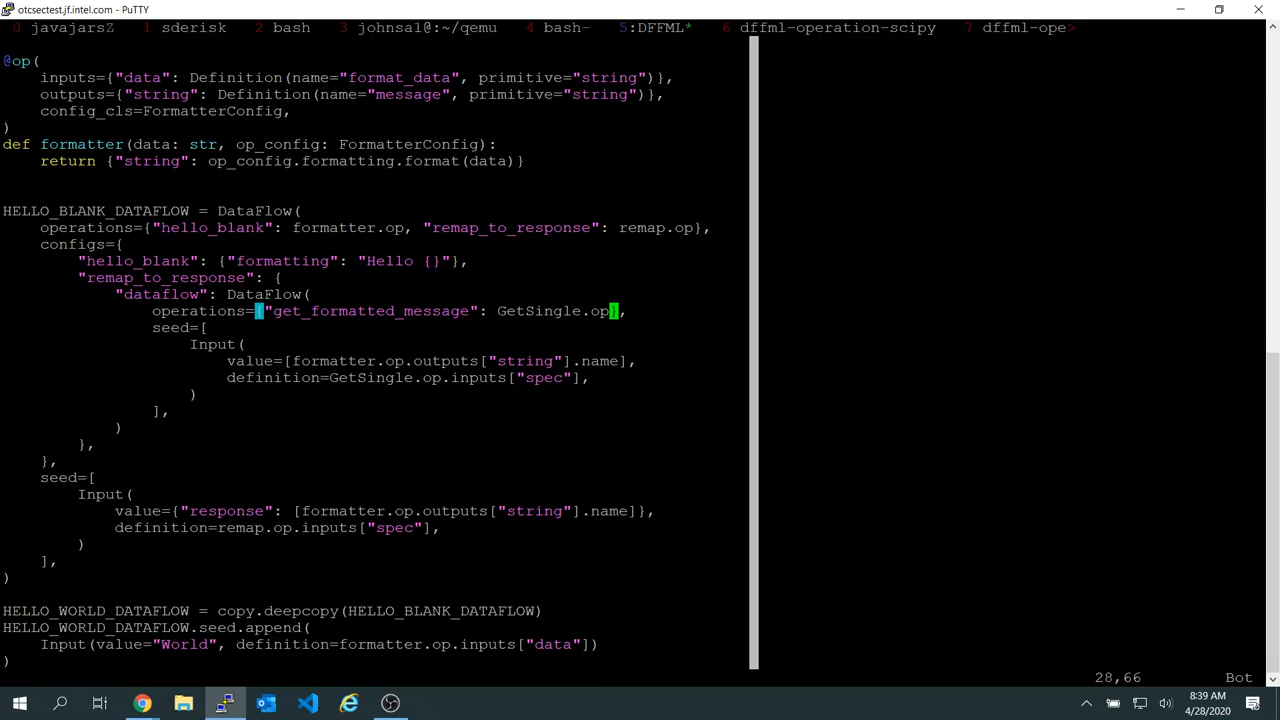 otcsectest.jf.intel.com - PuTTY
0 javajarsZ 1 sderisk 2 bash 3 johnsal@:~/qemu 4 bash- 5:DFFML* 6 dffml-operation-scipy 7 dffml-ope>
@op(
    inputs={"data": Definition(name="format_data", primitive="string")},
    outputs={"string": Definition(name="message", primitive="string")},
    config_cls=FormatterConfig,
)
def formatter(data: str, op_config: FormatterConfig):
    return {"string": op_config.formatting.format(data)}
HELLO_BLANK_DATAFLOW = DataFlow(
    operations={"hello_blank": formatter.op, "remap_to_response": remap.op},
    configs={
        "hello_blank": {"formatting": "Hello {}"},
        "remap_to_response": {
            "dataflow": DataFlow(
                operations={"get_formatted_message": GetSingle.op},
                seed=[
                    Input(
                        value=[formatter.op.outputs["string"].name],
                        definition=GetSingle.op.inputs["spec"],
                    )
                ],
            )
        },
    },
    seed=[
        Input(
            value={"response": [formatter.op.outputs["string"].name]},
            definition=remap.op.inputs["spec"],
        )
    ],
)
HELLO_WORLD_DATAFLOW = copy.deepcopy(HELLO_BLANK_DATAFLOW)
HELLO_WORLD_DATAFLOW.seed.append(
    Input(value="World", definition=formatter.op.inputs["data"])
)
28,66 Bot
8:39 AM
4/28/2020